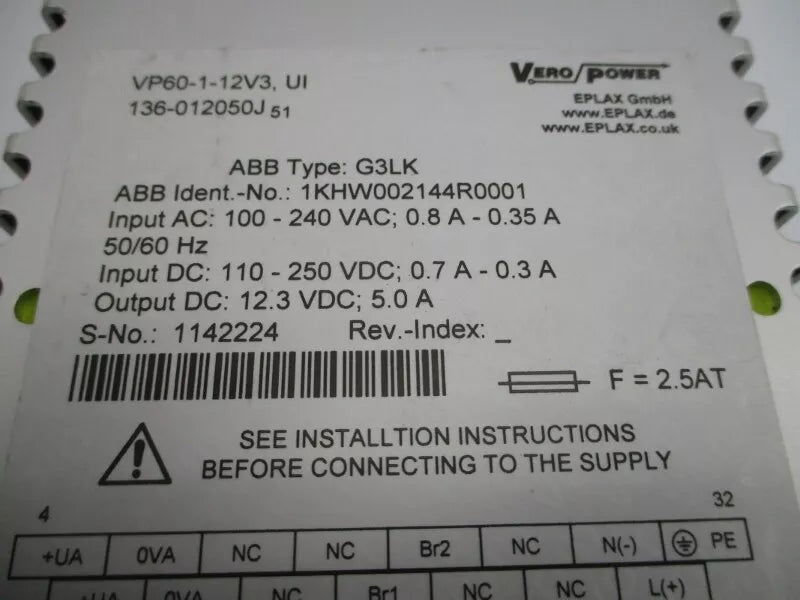 VP60-1-12V3, UI
136-012050J 51
VERO POWER
EPLAX GmbH
www.EPLAX.de
www.EPLAX.co.uk
ABB Type: G3LK
ABB Ident.-No.: 1KHW002144R0001
Input AC: 100 - 240 VAC; 0.8 A - 0.35 A
50/60 Hz
Input DC: 110 - 250 VDC; 0.7 A - 0.3 A
Output DC: 12.3 VDC; 5.0 A
S-No.: 1142224 Rev.-Index: _
F = 2.5AT
SEE INSTALLTION INSTRUCTIONS
BEFORE CONNECTING TO THE SUPPLY
4 32
+UA 0VA NC NC Br2 NC N(-) PE
+UA 0VA NC Br1 NC NC L(+)